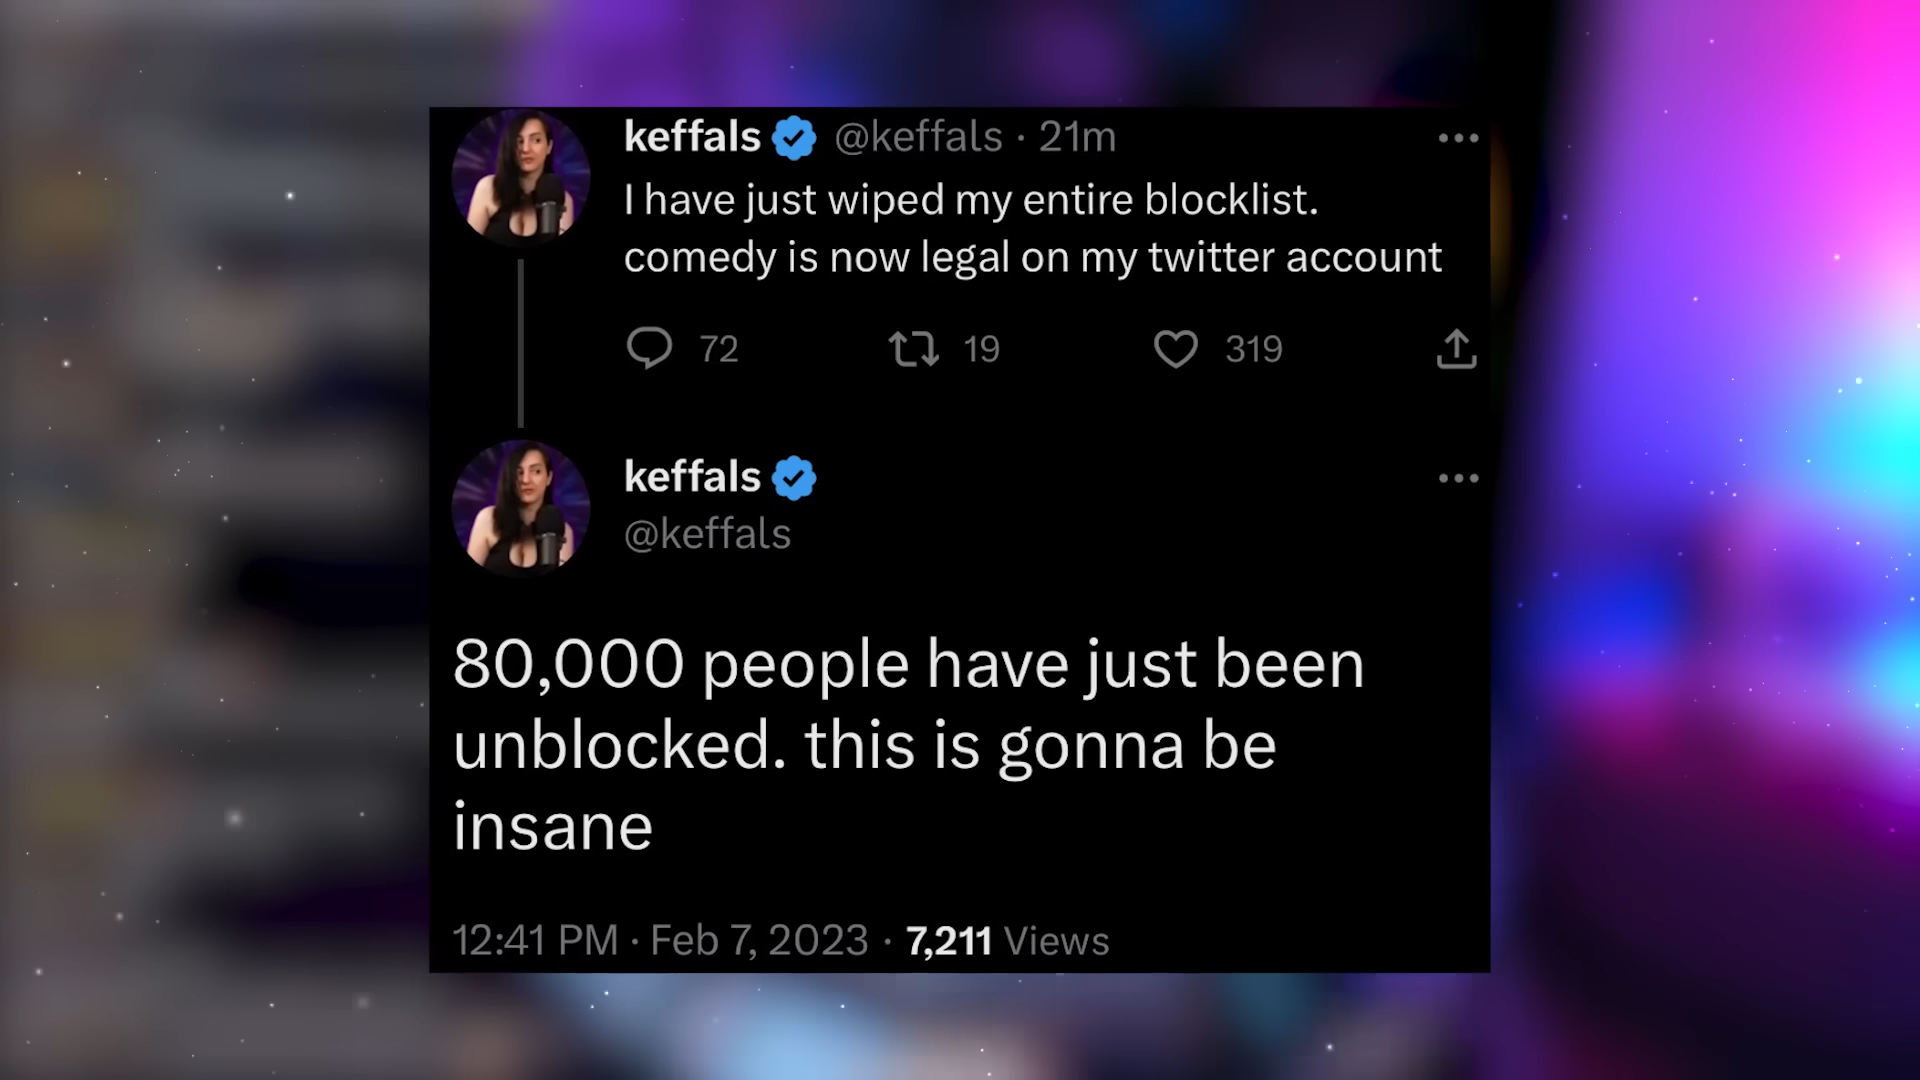 keffals @keffals · 21m
I have just wiped my entire blocklist.
comedy is now legal on my twitter account
72 19 319
keffals
@keffals
80,000 people have just been
unblocked. this is gonna be
insane
12:41 PM · Feb 7, 2023 · 7,211 Views